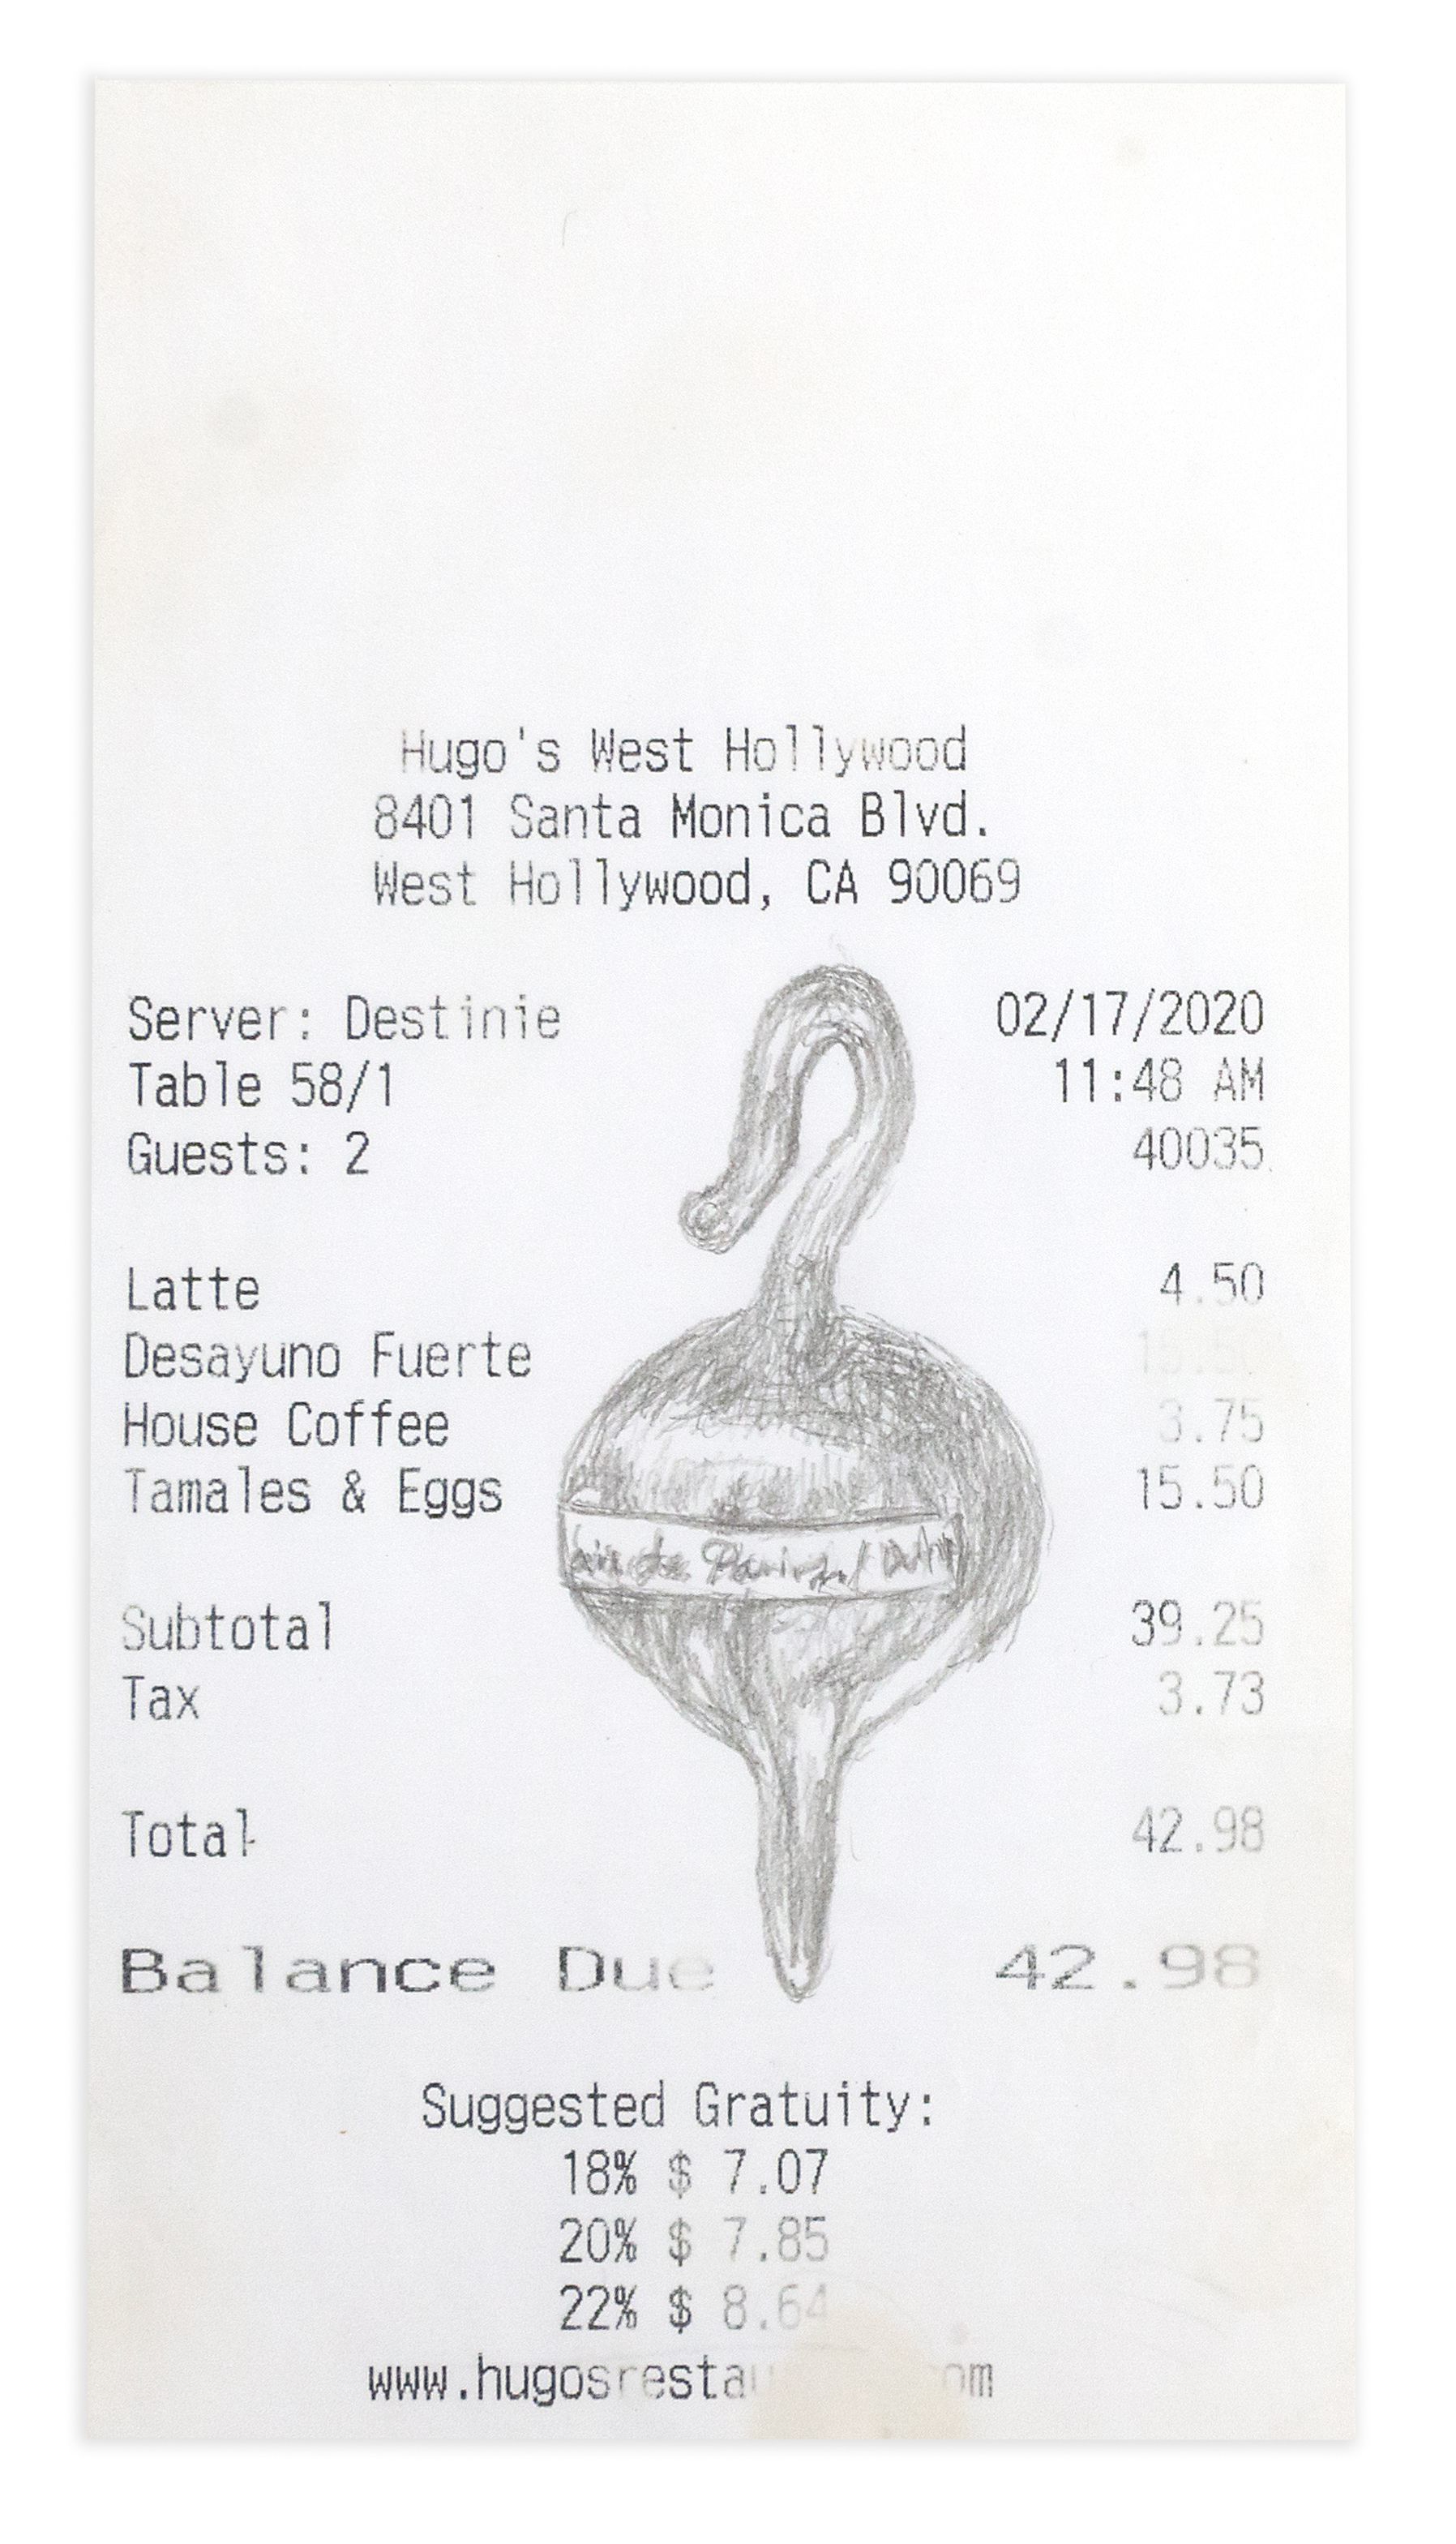 Hugo's West Hollywood
8401 Santa Monica Blvd.
West Hollywood, CA 90069
Server: Destinie 02/17/2020
Table 58/1 11:48 AM
Guests: 2 40035
Latte 4.50
Desayuno Fuerte
House Coffee 3.75
Tamales & Eggs 15.50
de Paris
Subtotal 39.25
Tax 3.73
Total 42.98
Balance Due 42.98
Suggested Gratuity:
18% $ 7.07
20% $ 7.85
22% $ 8.64